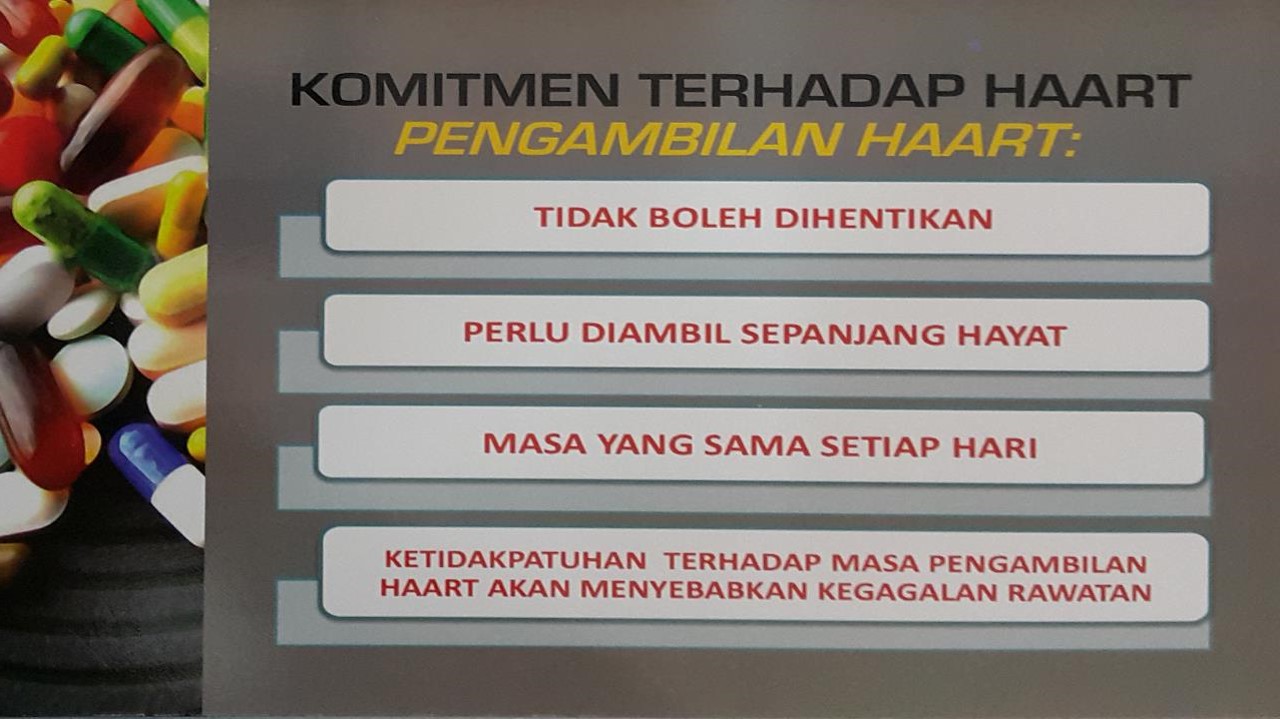 KOMITMEN TERHADAP HAART
PENGAMBILAN HAART:
TIDAK BOLEH DIHENTIKAN
PERLU DIAMBIL SEPANJANG HAYAT
MASA YANG SAMA SETIAP HARI
KETIDAKPATUHAN TERHADAP MASA PENGAMBILAN
HAART AKAN MENYEBABKAN KEGAGALAN RAWATAN